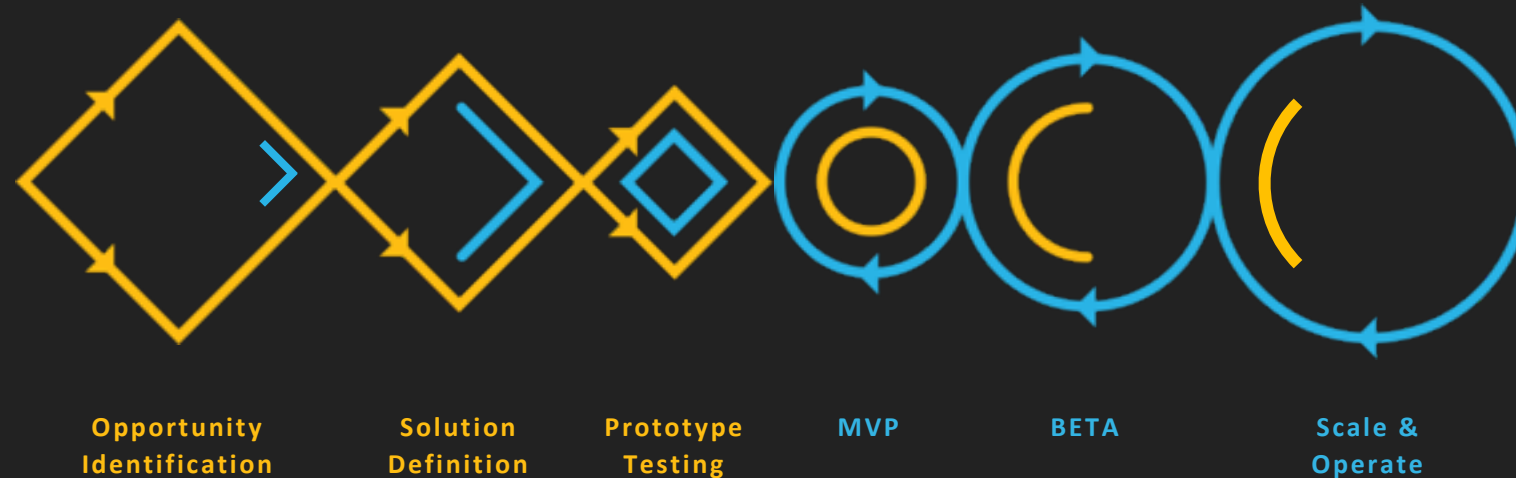 Opportunity
Identification
Solution
Definition
Prototype
Testing
MVP
BETA
Scale &
Operate